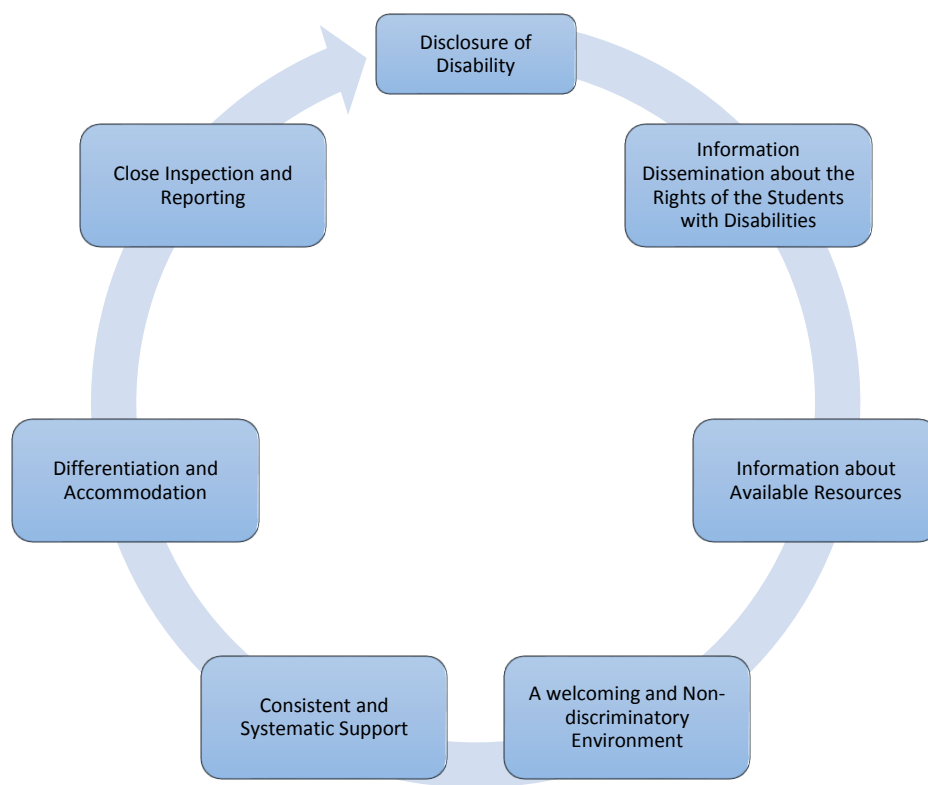 Disclosure of
Disability
Information
Dissemination about the
Rights of the Students
with Disabilities
Information about
Available Resources
A welcoming and Non-
discriminatory
Environment
Consistent and
Systematic Support
Differentiation and
Accommodation
Close Inspection and
Reporting